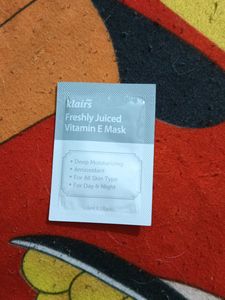 klairs
Freshly Juiced
Vitamin E Mask
• Deep Moisturizing
• Antioxidant
• For All Skin Type
• For Day & Night